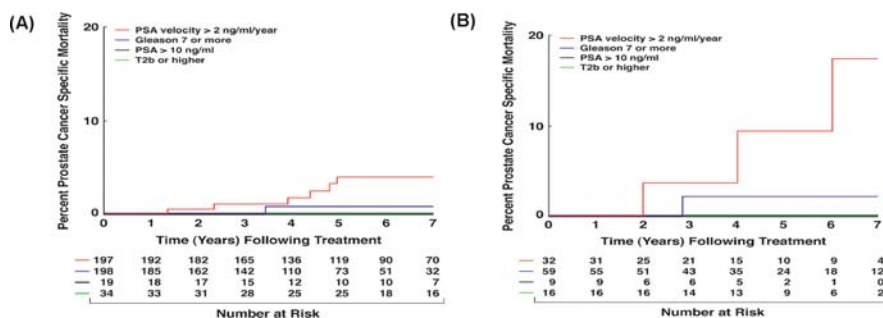 (A)
20
PSA velocity > 2 ng/ml/year
Gleason 7 or more
PSA > 10 ng/ml
T2b or higher
10
0
Percent Prostate Cancer Specific Mortality
0 1 2 3 4 5 6 7
Time (Years) Following Treatment
197 192 182 165 136 119 90 70
198 185 162 142 110 73 51 32
19 18 17 15 12 10 10 7
34 33 31 28 25 25 18 16
Number at Risk
(B)
20
PSA velocity > 2 ng/ml/year
Gleason 7 or more
PSA > 10 ng/ml
T2b or higher
10
0
Percent Prostate Cancer Specific Mortality
0 1 2 3 4 5 6 7
Time (Years) Following Treatment
32 31 25 21 15 10 9 4
59 55 51 43 35 24 18 12
9 9 6 6 5 2 1 0
16 16 16 14 13 9 6 2
Number at Risk